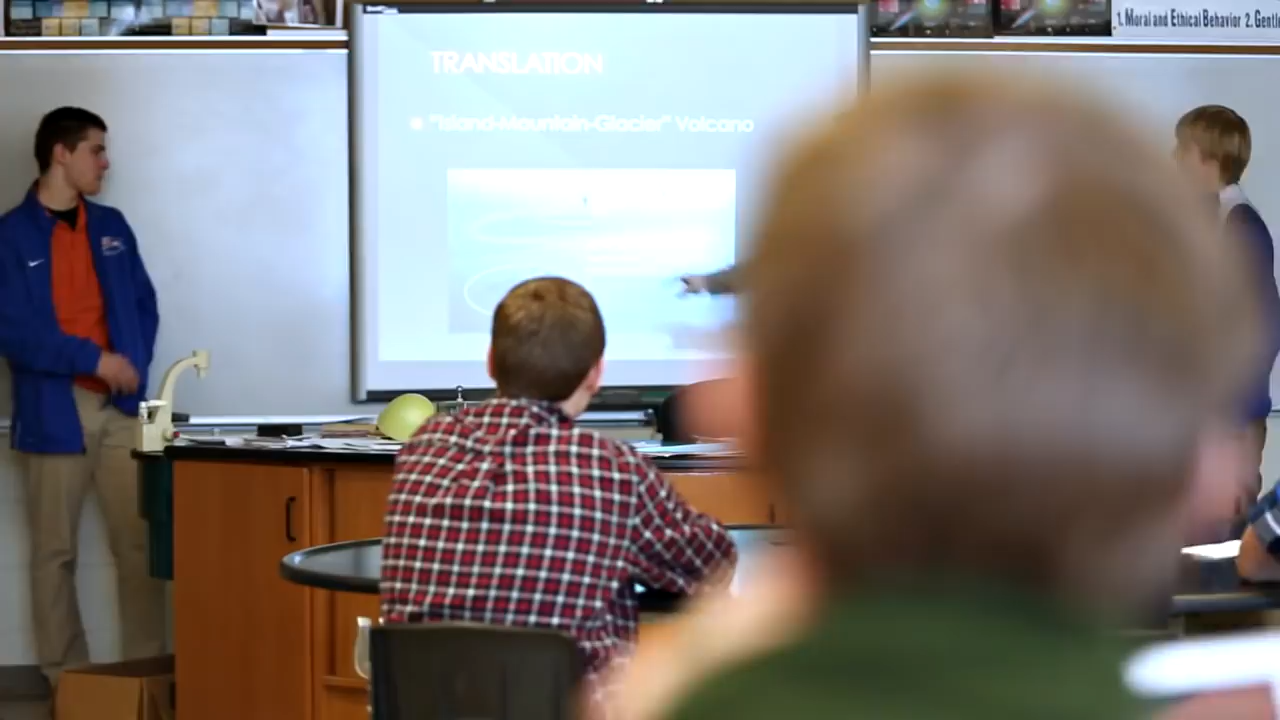 1. Moral and Ethical Behavior 2. Gentl
TRANSLATION
"Island-Mountain-Glacier" Volcano